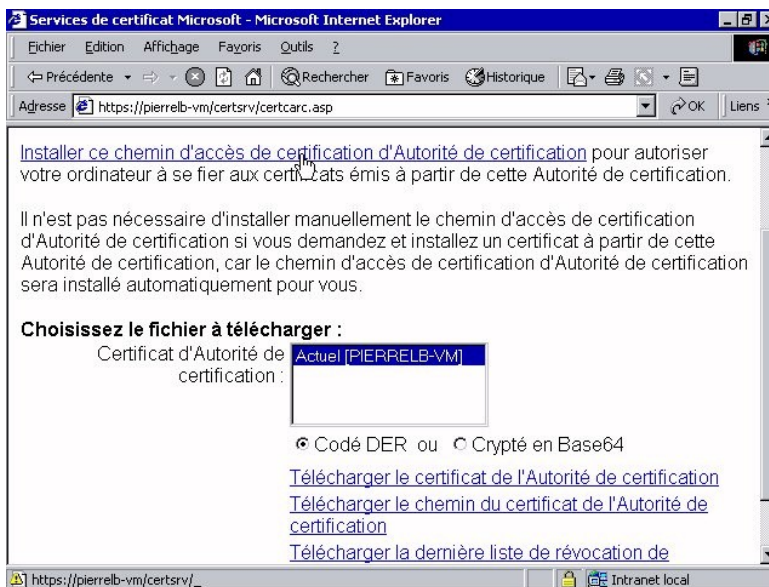 Services de certificat Microsoft - Microsoft Internet Explorer
Fichier Edition Affichage Favoris Outils ?
Précédente Rechercher Favoris Historique
Adresse https://pierrelb-vm/certsrv/certcarc.asp OK Liens
Installer ce chemin d'accès de certification d'Autorité de certification pour autoriser
votre ordinateur à se fier aux certificats émis à partir de cette Autorité de certification.
Il n'est pas nécessaire d'installer manuellement le chemin d'accès de certification
d'Autorité de certification si vous demandez et installez un certificat à partir de cette
Autorité de certification, car le chemin d'accès de certification d'Autorité de certification
sera installé automatiquement pour vous.
Choisissez le fichier à télécharger :
Certificat d'Autorité de
certification :
Actuel [PIERRELB-VM]
Codé DER ou Crypté en Base64
Télécharger le certificat de l'Autorité de certification
Télécharger le chemin du certificat de l'Autorité de
certification
Télécharger la dernière liste de révocation de
https://pierrelb-vm/certsrv/_ Intranet local